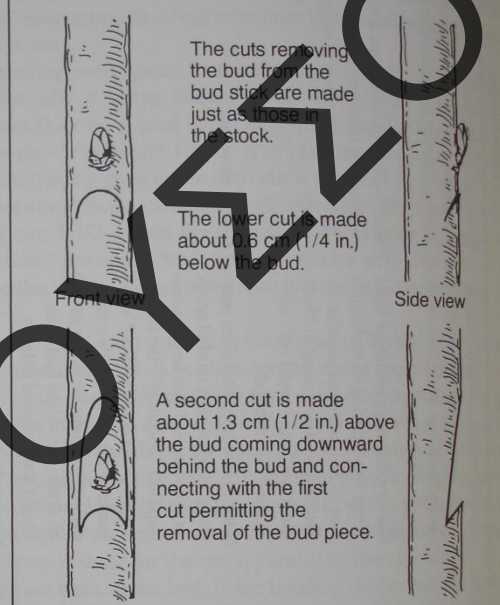 The cuts removing
the bud from the
bud stick are made
just as those in
the stock.
The lower cut is made
about 0.6 cm (1/4 in.)
below the bud.
Front view
Side view
A second cut is made
about 1.3 cm (1/2 in.) above
the bud coming downward
behind the bud and con-
necting with the first
cut permitting the
removal of the bud piece.
ΟΥΣΣΟ